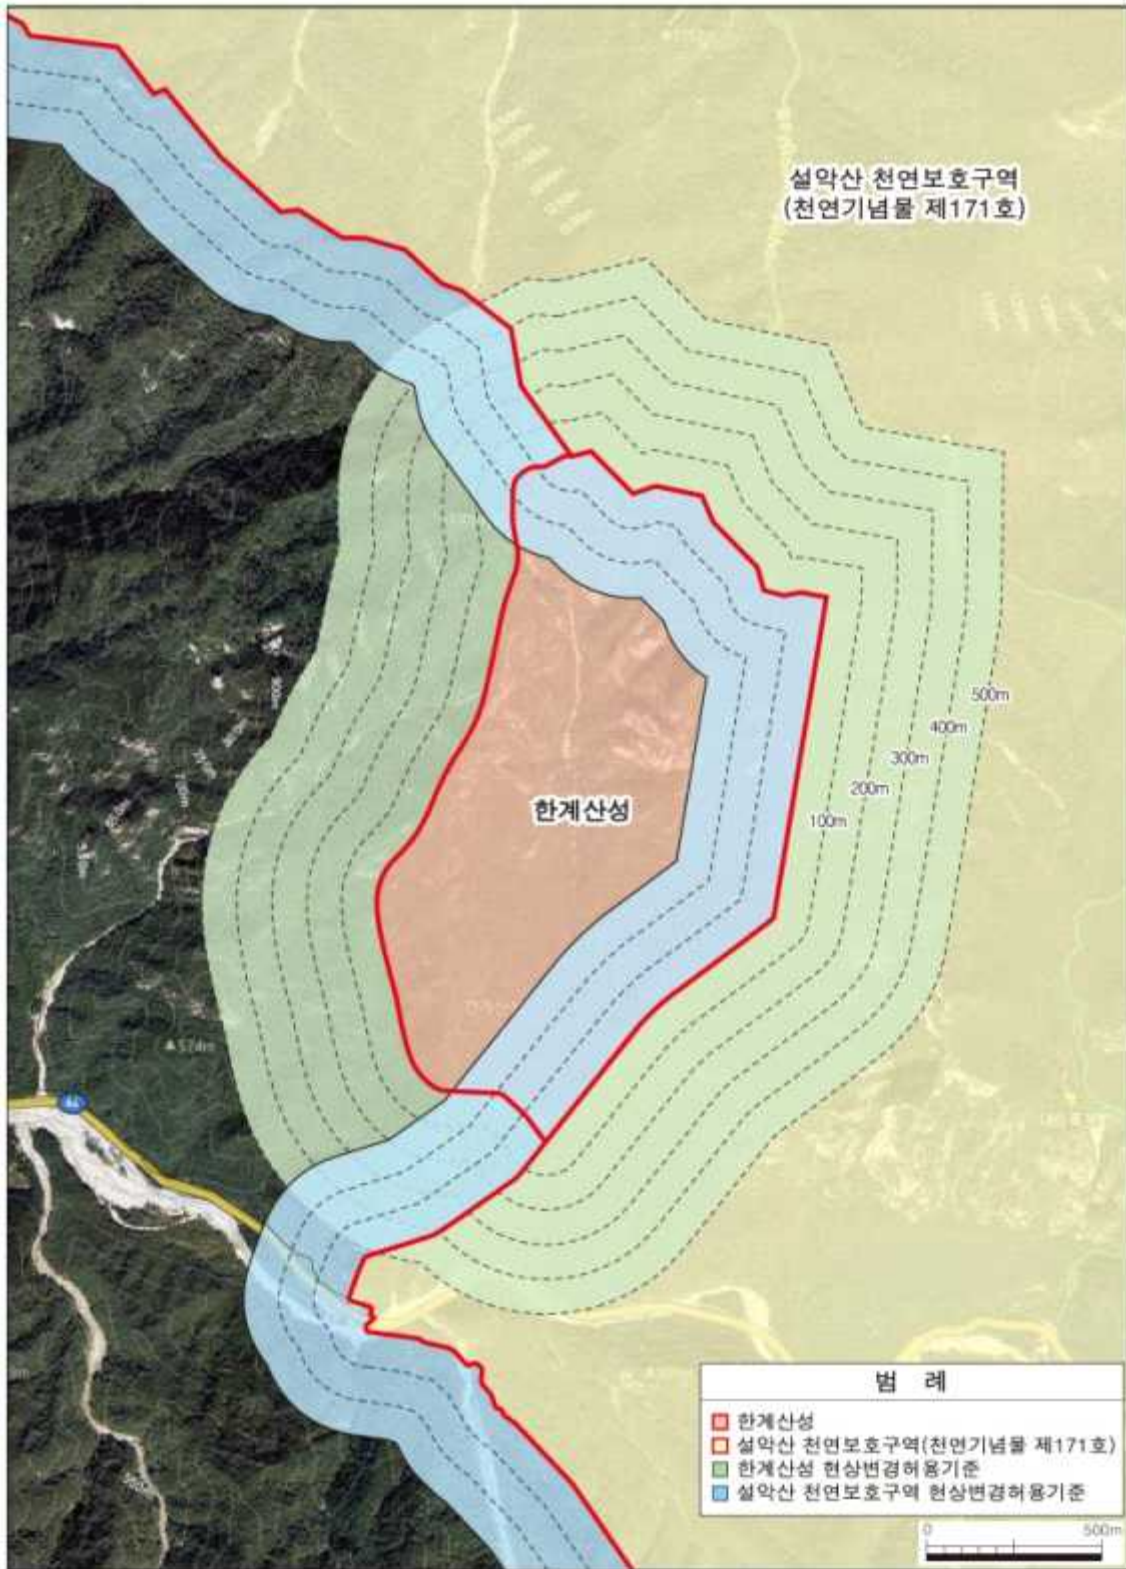 설악산 천연보호구역
(천연기념물 제171호)
500m
400m
300m
200m
100m
한계산성
▲574m
44
범 례
한계산성
설악산 천연보호구역(천연기념물 제171호)
한계산성 현상변경허용기준
설악산 천연보호구역 현상변경허용기준
0 500m